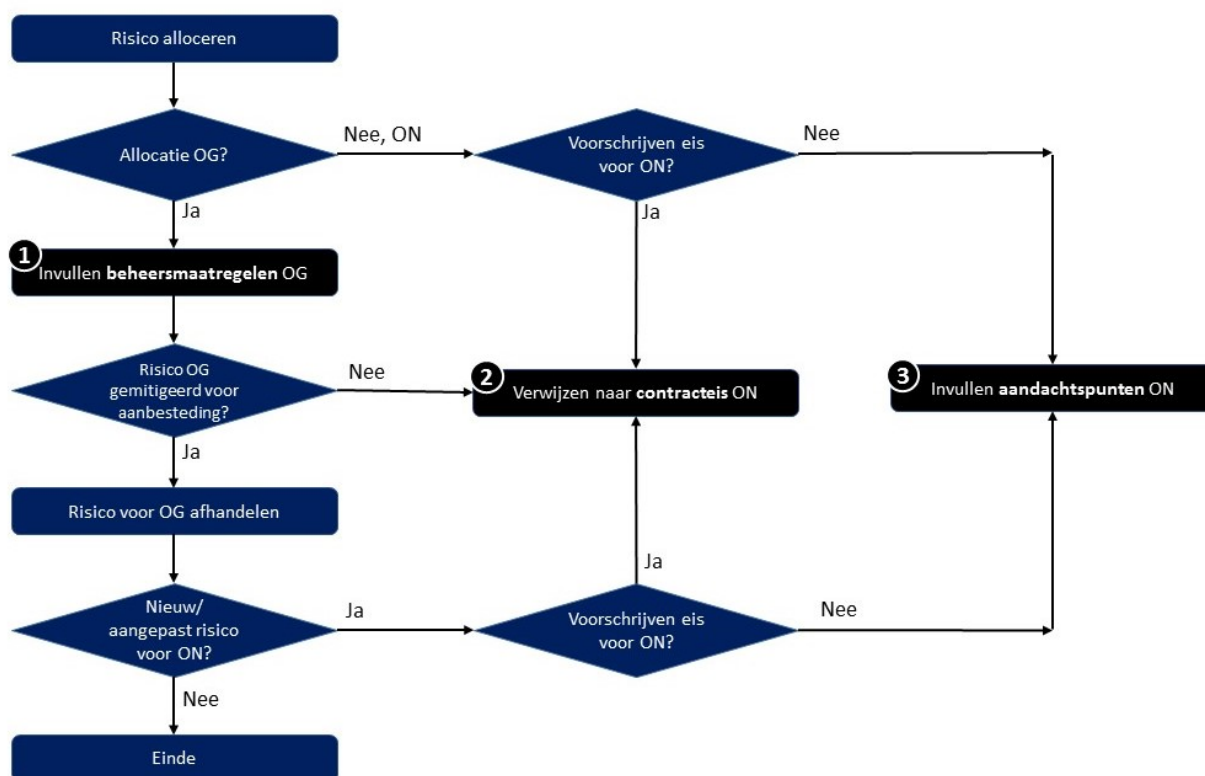 Risico alloceren
Allocatie OG?
Nee, ON
Voorschrijven eis
voor ON?
Nee
Ja
Ja
1
Invullen beheersmaatregelen OG
Risico OG
gemitigeerd voor
aanbesteding?
Nee
2
Verwijzen naar contracteis ON
3
Invullen aandachtspunten ON
Ja
Risico voor OG afhandelen
Ja
Nieuw/
aangepast risico
voor ON?
Ja
Voorschrijven eis
voor ON?
Nee
Nee
Einde